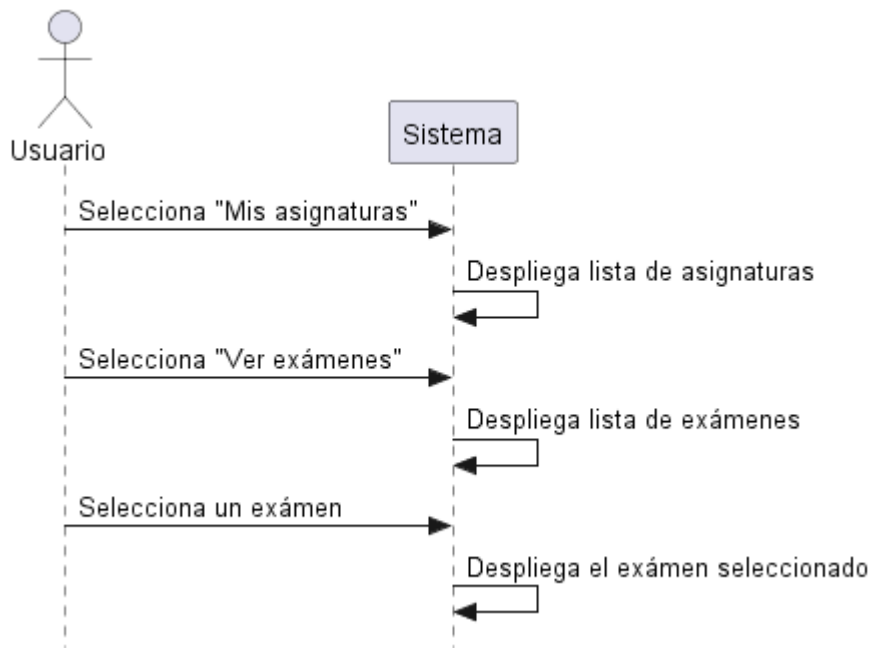 Usuario
Sistema
Selecciona "Mis asignaturas"
Despliega lista de asignaturas
Selecciona "Ver exámenes"
Despliega lista de exámenes
Selecciona un exámen
Despliega el exámen seleccionado